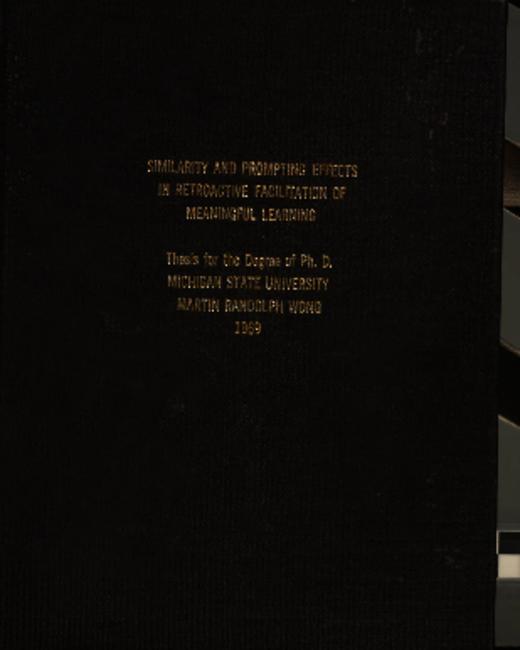 SIMILARITY AND PROMPTING EFFECTS
IN RETROACTIVE FACILITATION OF
MEANINGFUL LEARNING
Thesis for the Degree of Ph. D.
MICHIGAN STATE UNIVERSITY
MARTIN RANDOLPH WONG
1969